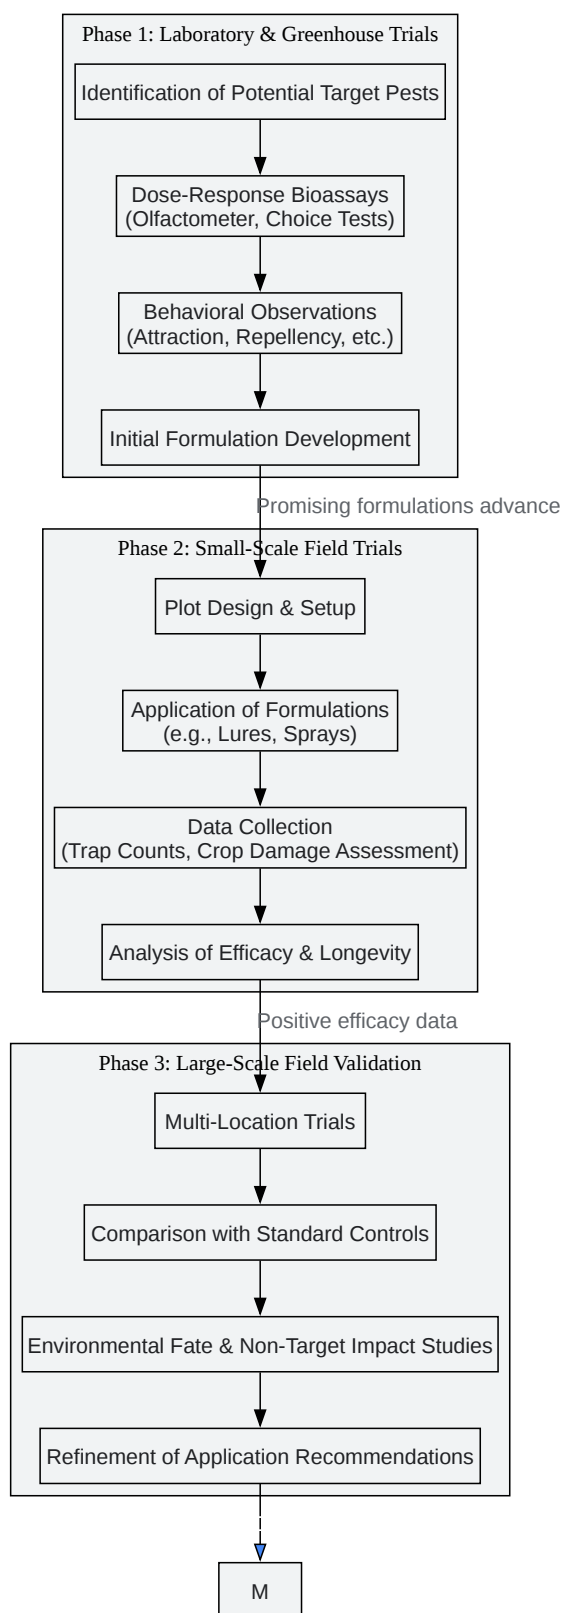 Phase 1: Laboratory & Greenhouse Trials
Identification of Potential Target Pests
Dose-Response Bioassays
(Olfactometer, Choice Tests)
Behavioral Observations
(Attraction, Repellency, etc.)
Initial Formulation Development
Promising formulations advance
Phase 2: Small-Scale Field Trials
Plot Design & Setup
Application of Formulations
(e.g., Lures, Sprays)
Data Collection
(Trap Counts, Crop Damage Assessment)
Analysis of Efficacy & Longevity
Positive efficacy data
Phase 3: Large-Scale Field Validation
Multi-Location Trials
Comparison with Standard Controls
Environmental Fate & Non-Target Impact Studies
Refinement of Application Recommendations
M